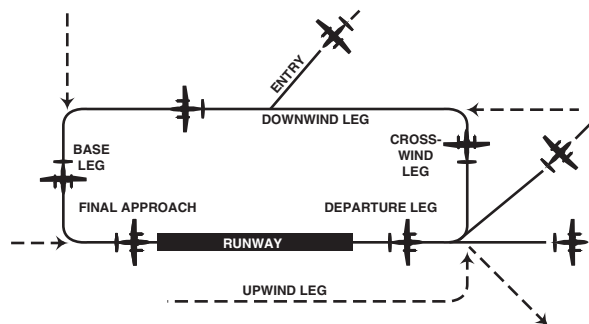 ENTRY
DOWNWIND LEG
BASE
LEG
CROSS-
WIND
LEG
FINAL APPROACH
DEPARTURE LEG
RUNWAY
UPWIND LEG